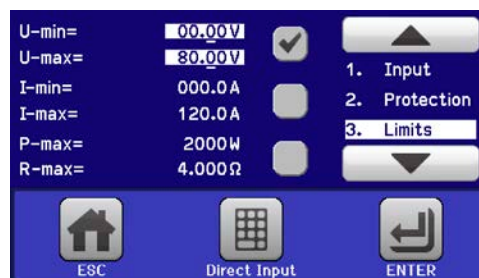 U-min= 00.00V
U-max= 80.00V
I-min= 000.0A
I-max= 120.0A
P-max= 2000W
R-max= 4.000Ω
1. Input
2. Protection
3. Limits
ESC
Direct Input
ENTER